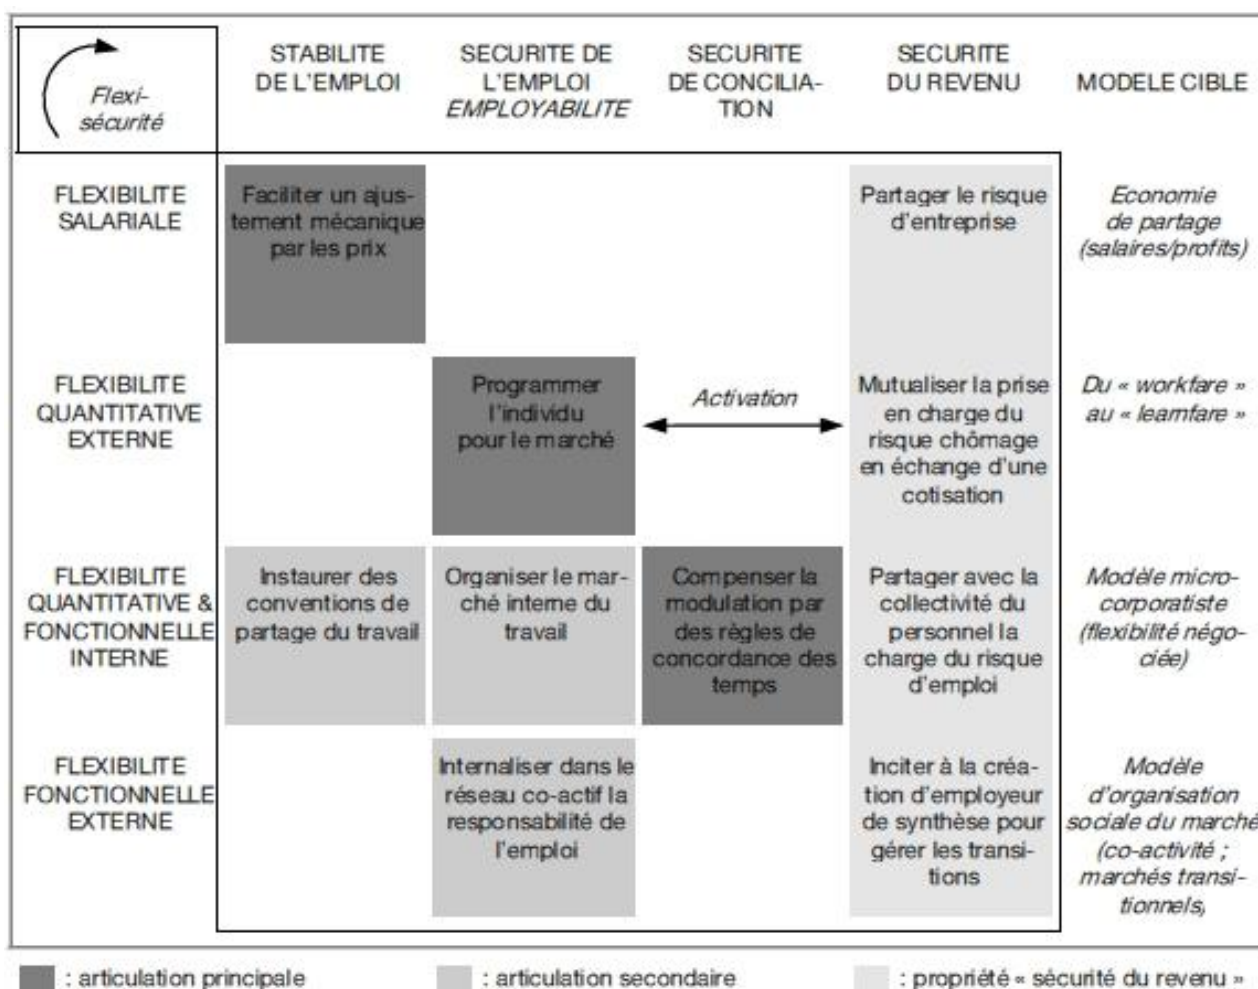 Flexi-
sécurité
STABILITE
DE L'EMPLOI
SECURITE DE
L'EMPLOI
EMPLOYABILITE
SECURITE
DE CONCILIA-
TION
SECURITE
DU REVENU
MODELE CIBLE
FLEXIBILITE
SALARIALE
Faciliter un ajus-
tement mécanique
par les prix
Partager le risque
d'entreprise
Economie
de partage
(salaires/profits)
FLEXIBILITE
QUANTITATIVE
EXTERNE
Programmer
l'individu
pour le marché
Activation
Mutualiser la prise
en charge du
risque chômage
en échange d'une
cotisation
Du « workfare »
au « learnfare »
FLEXIBILITE
QUANTITATIVE &
FONCTIONNELLE
INTERNE
Instaurer des
conventions de
partage du travail
Organiser le mar-
ché interne du
travail
Compenser la
modulation par
des règles de
concordance des
temps
Partager avec la
collectivité du
personnel la
charge du risque
d'emploi
Modèle micro-
corporatiste
(flexibilité négo-
ciée)
FLEXIBILITE
FONCTIONNELLE
EXTERNE
Internaliser dans le
réseau co-actif la
responsabilité de
l'emploi
Inciter à la créa-
tion d'employeur
de synthèse pour
gérer les transi-
tions
Modèle
d'organisation
sociale du marché
(co-activité ;
marchés transi-
tionnels)
: articulation principale
: articulation secondaire
: propriété « sécurité du revenu »